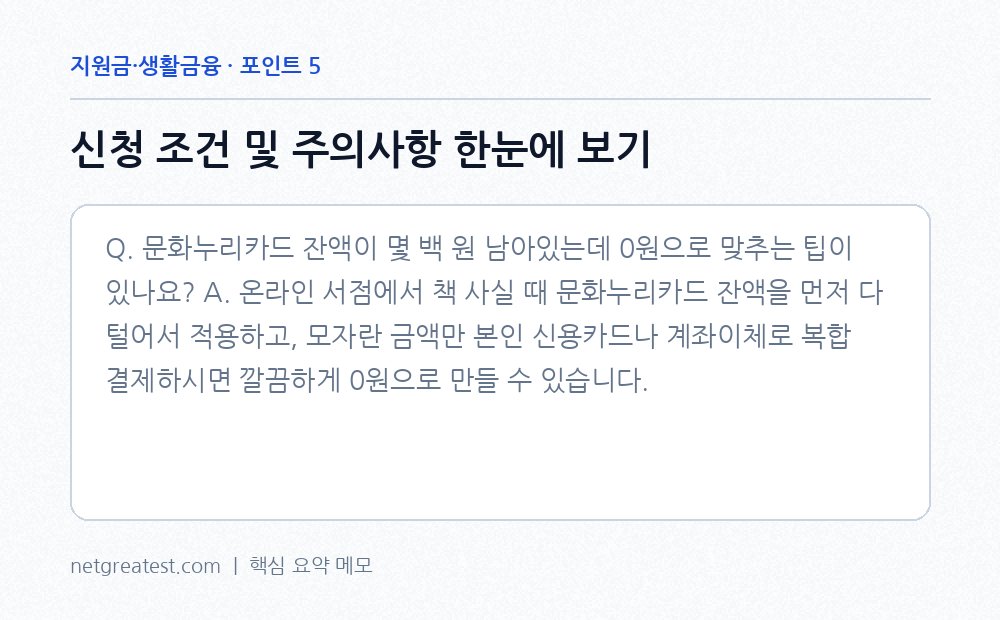 지원금·생활금융 · 포인트 5
신청 조건 및 주의사항 한눈에 보기
Q. 문화누리카드 잔액이 몇 백 원 남아있는데 0원으로 맞추는 팁이
있나요? A. 온라인 서점에서 책 사실 때 문화누리카드 잔액을 먼저 다
털어서 적용하고, 모자란 금액만 본인 신용카드나 계좌이체로 복합
결제하시면 깔끔하게 0원으로 만들 수 있습니다.
netgreatest.com | 핵심 요약 메모